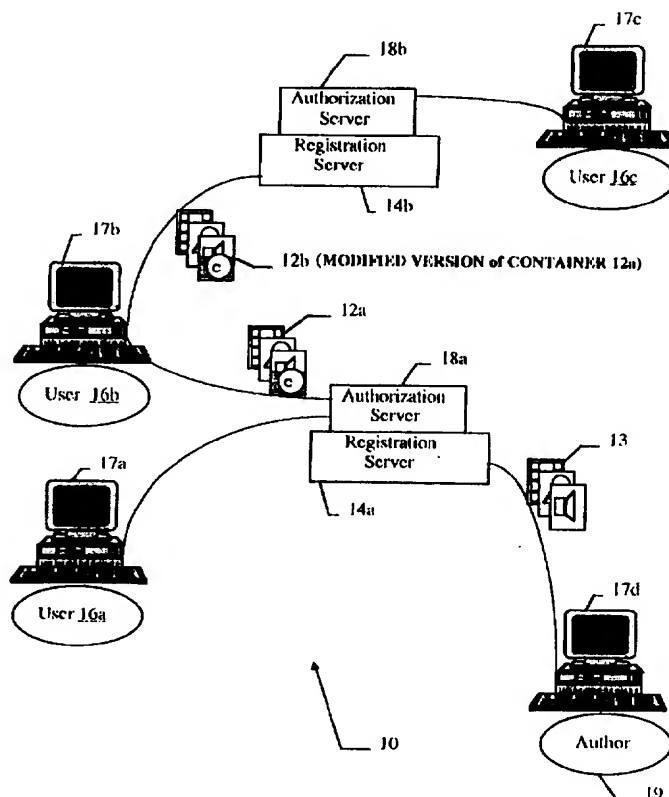 17c
18b
Authorization
Server
Registration
Server
User 16c
14b
17b
12b (MODIFIED VERSION of CONTAINER 12a)
c
12a
c
18a
User 16b
Authorization
Server
17a
Registration
Server
13
14a
User 16a
17d
10
Author
19